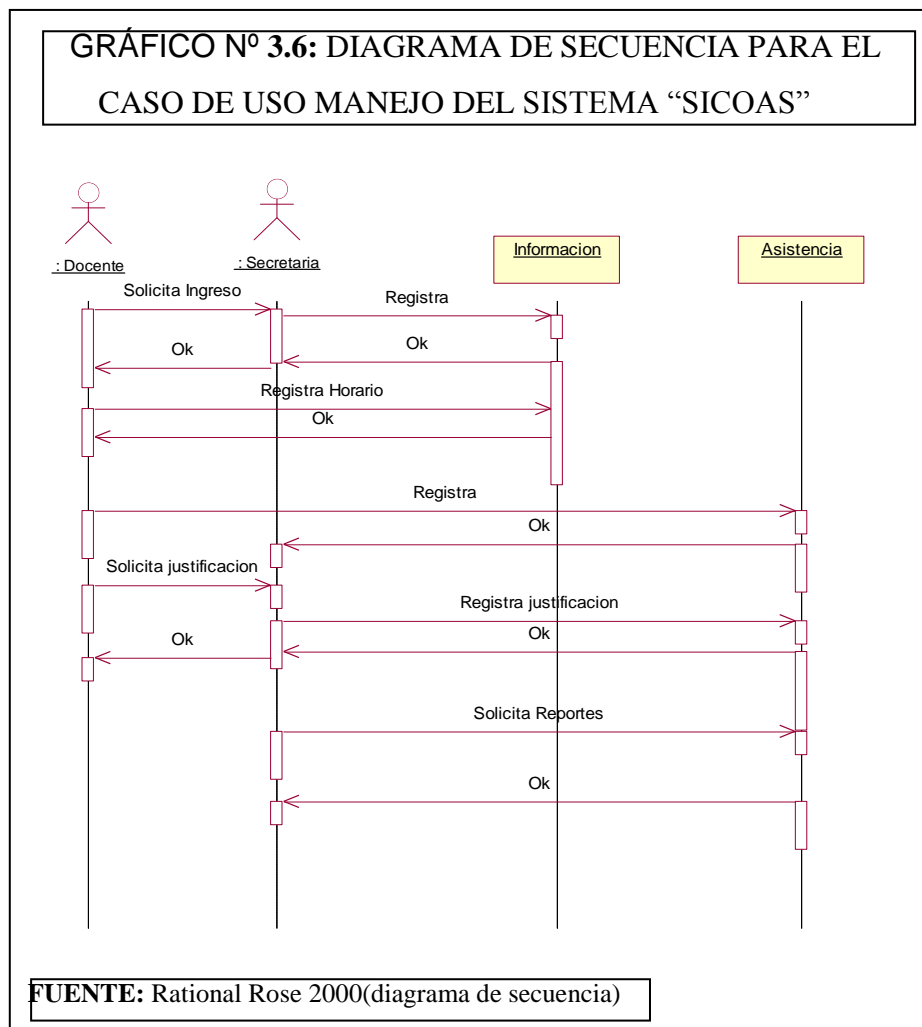 GRÁFICO Nº 3.6: DIAGRAMA DE SECUENCIA PARA EL
CASO DE USO MANEJO DEL SISTEMA “SICOAS”
: Docente
: Secretaria
Informacion
Asistencia
Solicita Ingreso
Registra
Ok
Ok
Registra Horario
Ok
Registra
Ok
Solicita justificacion
Registra justificacion
Ok
Ok
Solicita Reportes
Ok
FUENTE: Rational Rose 2000(diagrama de secuencia)